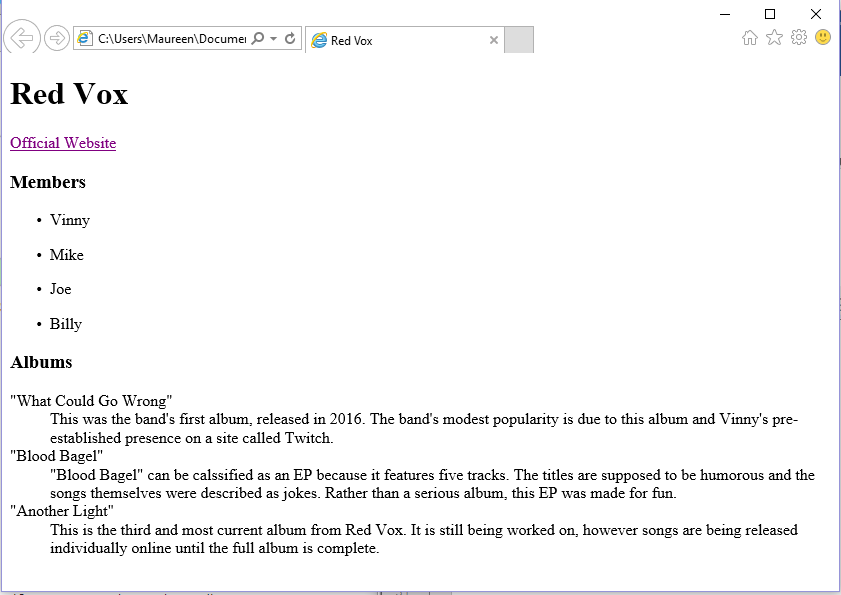 C:\Users\Maureen\Documer
Red Vox
Red Vox
Official Website
Members
• Vinny
• Mike
• Joe
• Billy
Albums
"What Could Go Wrong"
This was the band's first album, released in 2016. The band's modest popularity is due to this album and Vinny's pre-
established presence on a site called Twitch.
"Blood Bagel"
"Blood Bagel" can be calssified as an EP because it features five tracks. The titles are supposed to be humorous and the
songs themselves were described as jokes. Rather than a serious album, this EP was made for fun.
"Another Light"
This is the third and most current album from Red Vox. It is still being worked on, however songs are being released
individually online until the full album is complete.